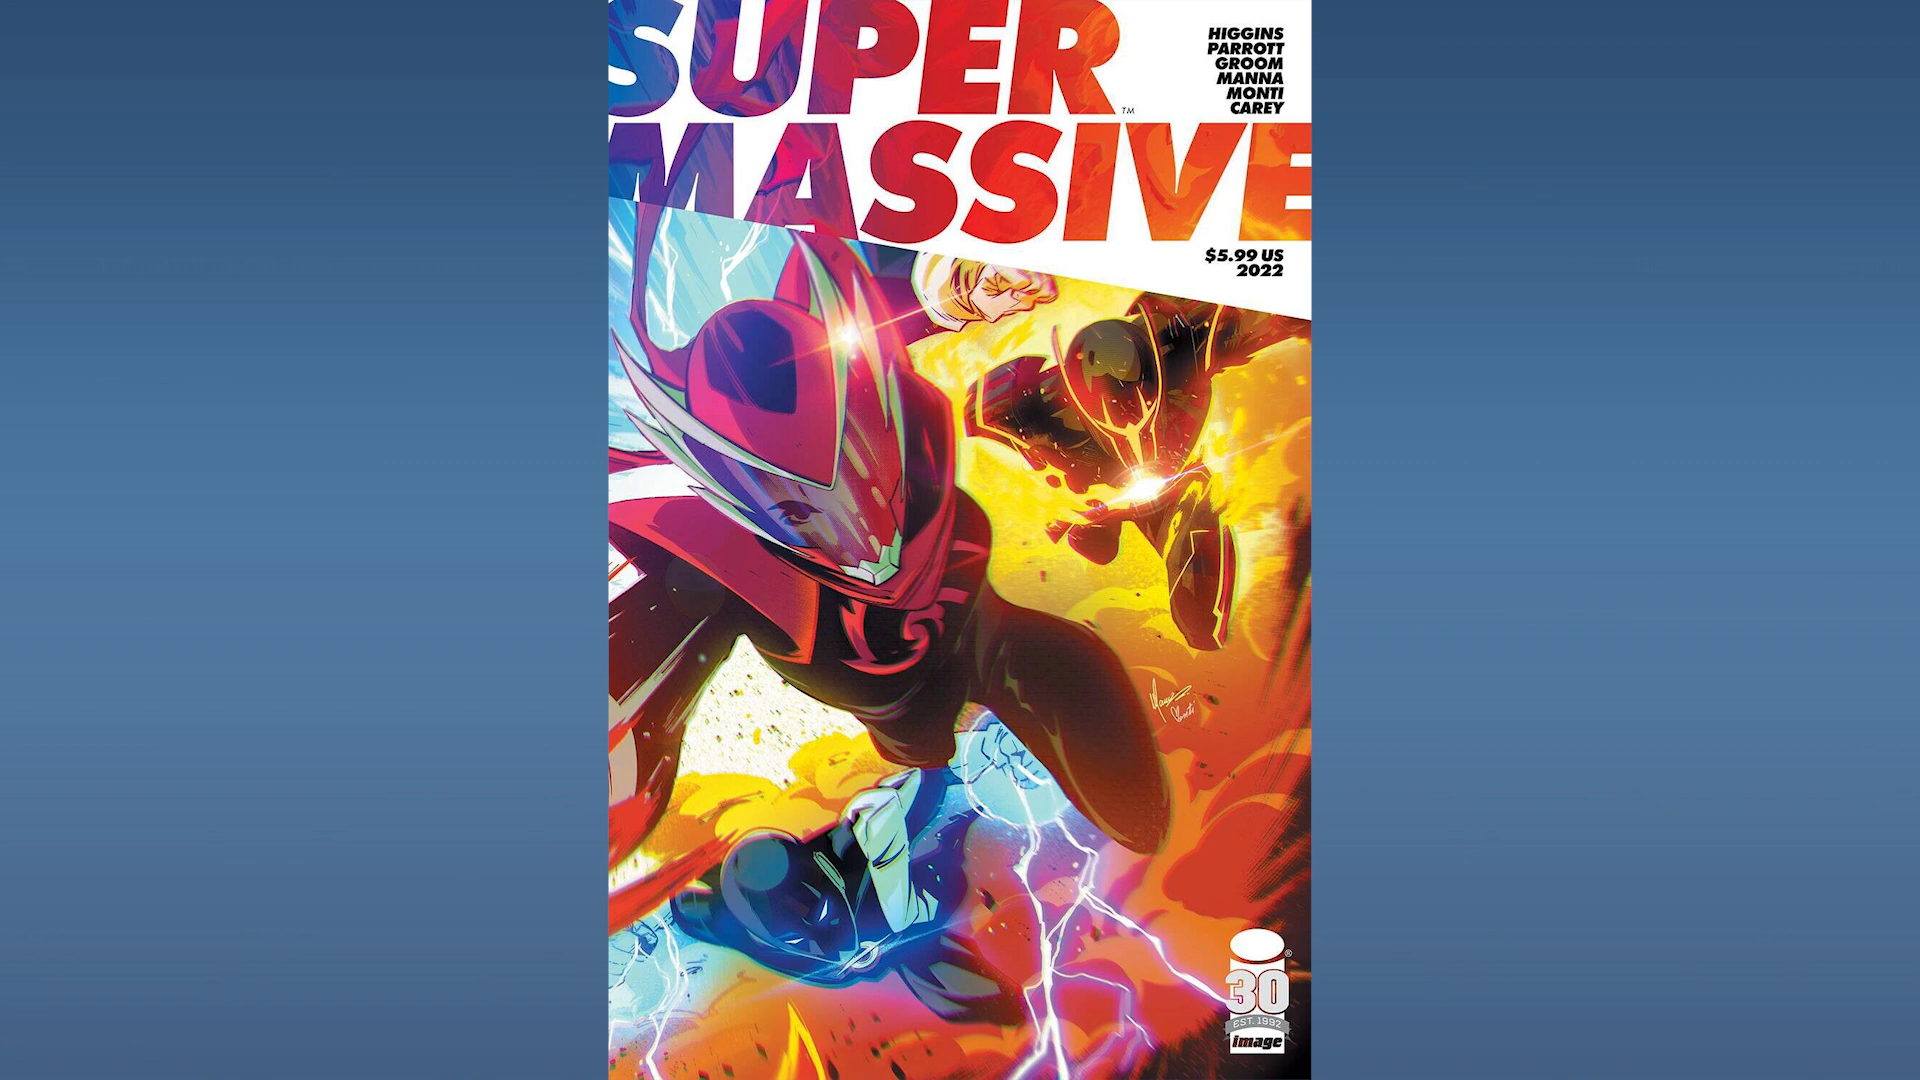 SUPER
MASSIVE
™
HIGGINS
PARROTT
GROOM
MANNA
MONTI
CAREY
$5.99 US
2022
®
30
EST. 1992
image